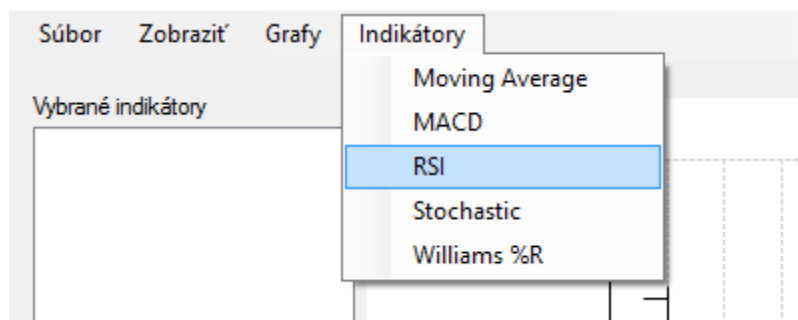 Súbor Zobraziť Grafy Indikátory
Moving Average
Vybrané indikátory
MACD
RSI
Stochastic
Williams %R